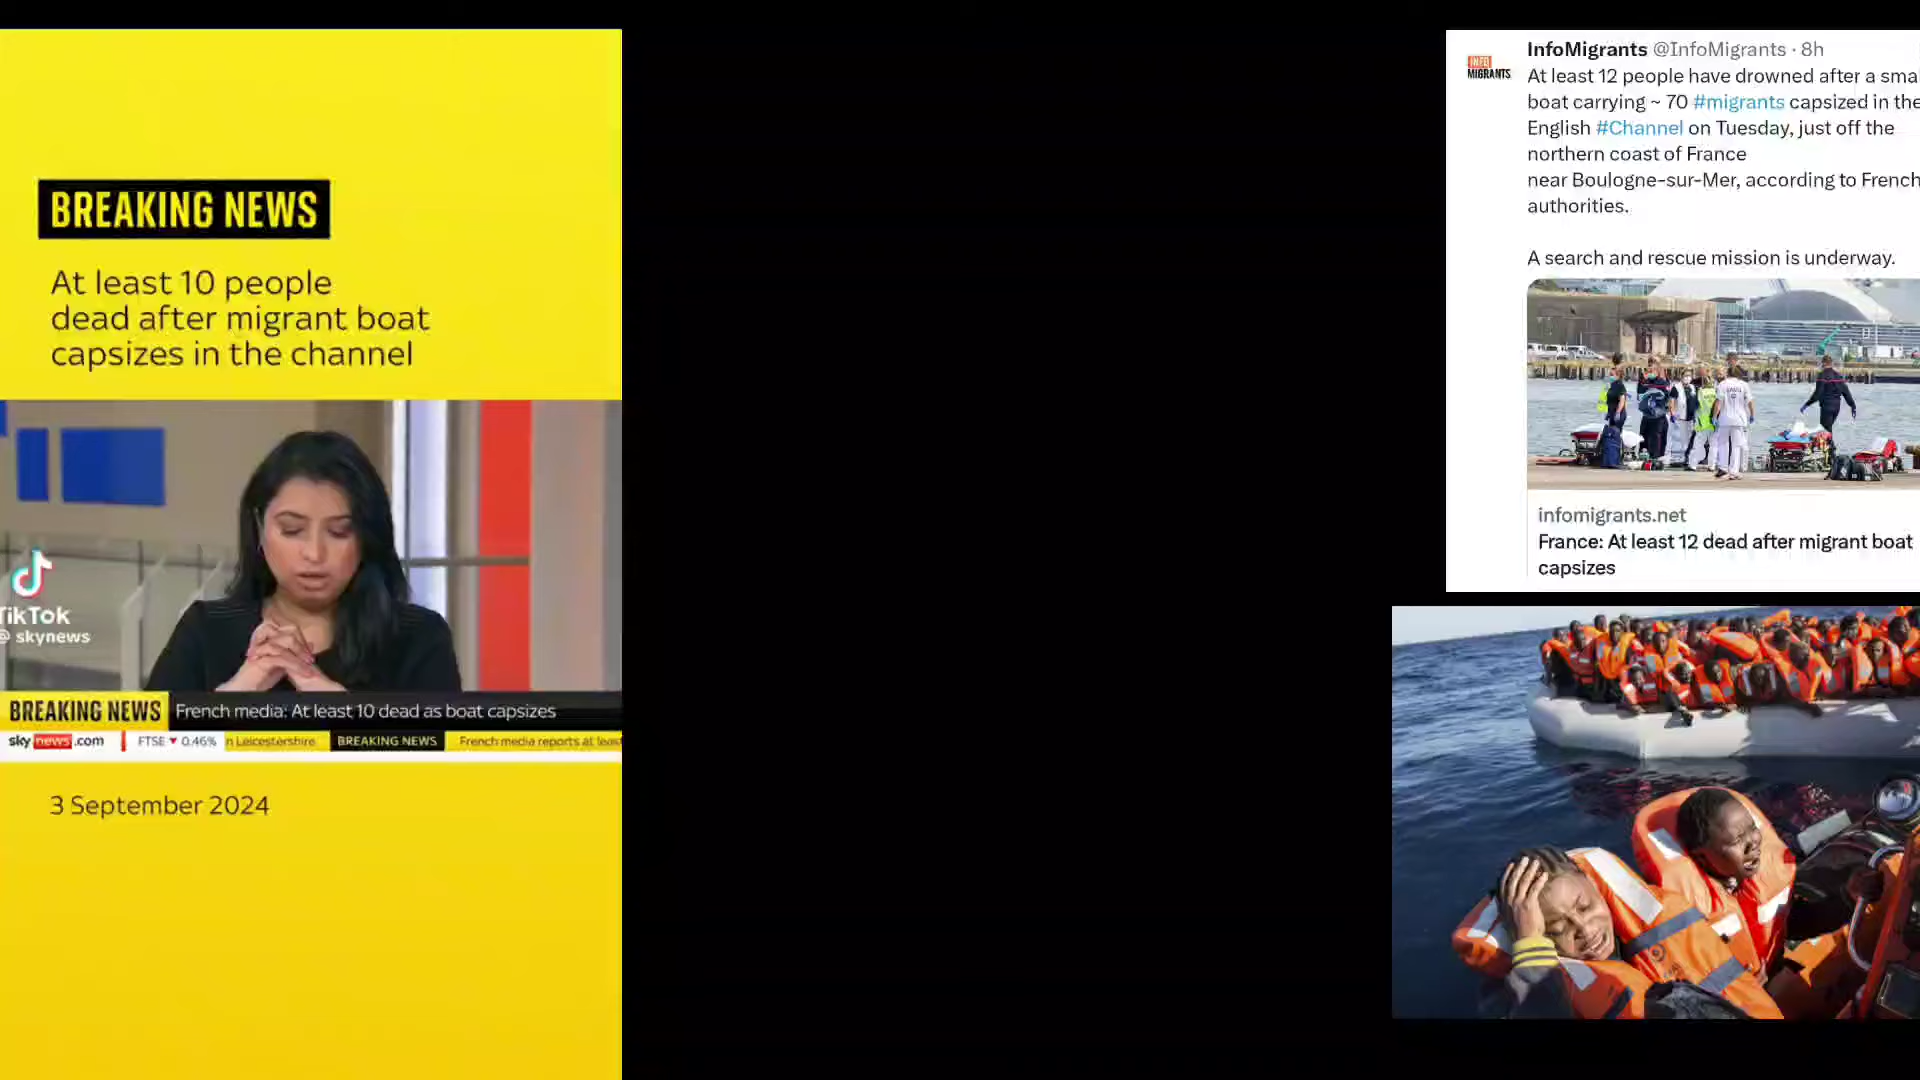 BREAKING NEWS
At least 10 people
dead after migrant boat
capsizes in the channel
TikTok
@ skynews
BREAKING NEWS French media: At least 10 dead as boat capsizes
sky news.com FTSE ▼ 0.46% n Leicestershire BREAKING NEWS French media reports at least
3 September 2024
InfoMigrants @InfoMigrants · 8h
INFO
MIGRANTS
At least 12 people have drowned after a sma
boat carrying ~ 70 #migrants capsized in the
English #Channel on Tuesday, just off the
northern coast of France
near Boulogne-sur-Mer, according to French
authorities.
A search and rescue mission is underway.
infomigrants.net
France: At least 12 dead after migrant boat
capsizes